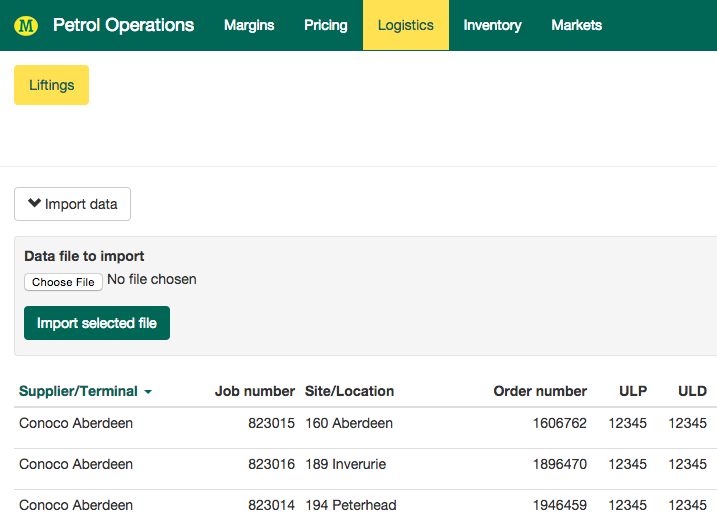 M Petrol Operations Margins Pricing Logistics Inventory Markets
Liftings
Import data
Data file to import
Choose File No file chosen
Import selected file
Supplier/Terminal Job number Site/Location Order number ULP ULD
Conoco Aberdeen 823015 160 Aberdeen 1606762 12345 12345
Conoco Aberdeen 823016 189 Inverurie 1896470 12345 12345
Conoco Aberdeen 823014 194 Peterhead 1946459 12345 12345